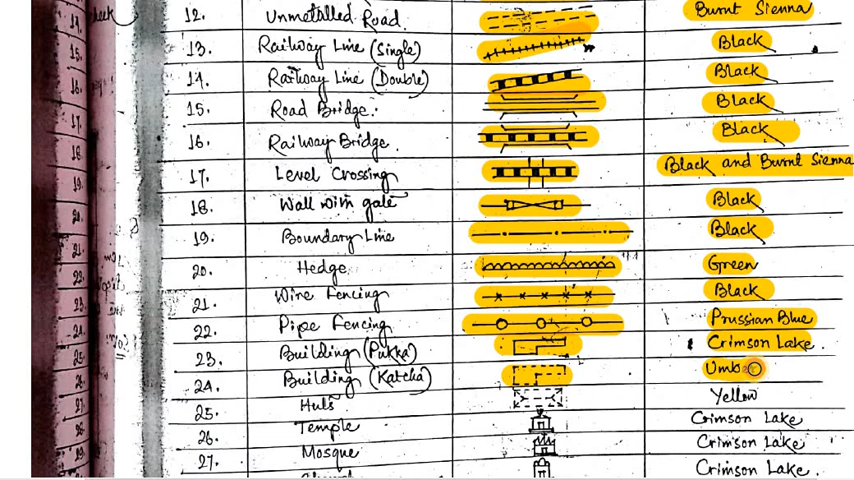 12. Unmetalled Road. Burnt Sienna
13. Railway Line (Single) Black
14. Railway Line (Double) Black
15. Road Bridge. Black
16. Railway Bridge. Black
17. Level Crossing Black and Burnt Sienna
18. Wall with gate Black
19. Boundary Line Black
20. Hedge Green
21. Wire Fencing Black
22. Pipe Fencing Prussian Blue
23. Building (Pukka) Crimson Lake
24. Building (Katcha)
25. Huts Yellow
26. Temple Crimson Lake
27. Mosque Crimson Lake
Crimson Lake